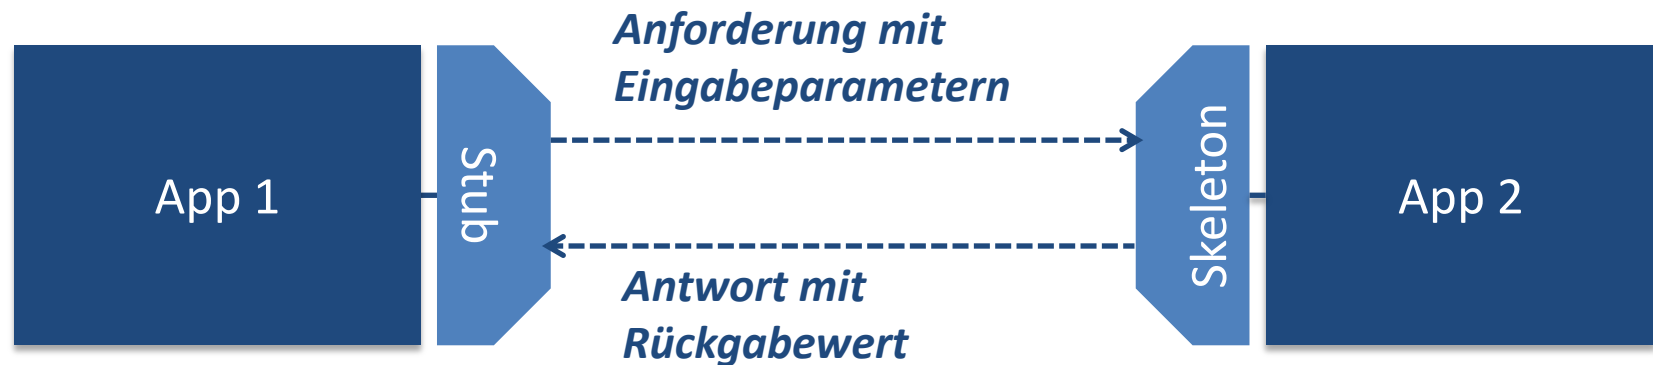 Anforderung mit
Eingabeparametern
App 1
Stub
Skeleton
App 2
Antwort mit
Rückgabewert